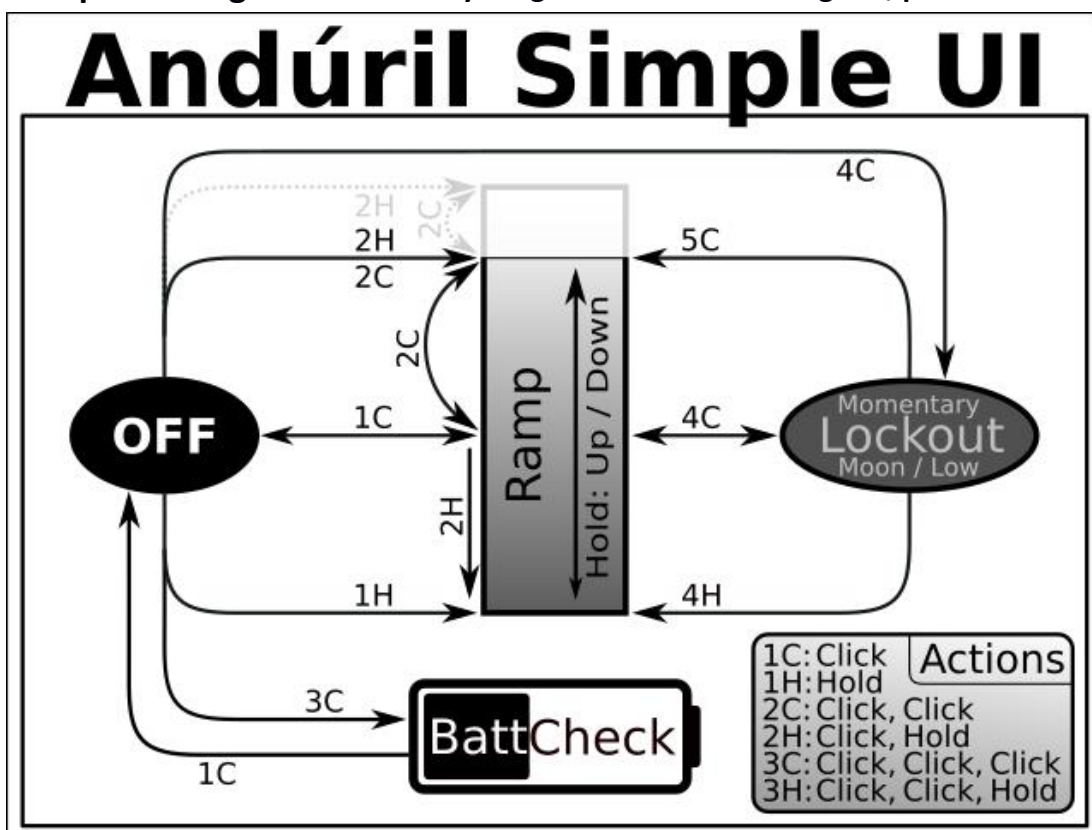 Andúril Simple UI
4C
2H
2C
2H
2C
5C
2C
1C
4C
OFF
Ramp
Hold: Up / Down
Momentary
Lockout
Moon / Low
2H
1H
4H
3C
BattCheck
1C
Actions
1C: Click
1H: Hold
2C: Click, Click
2H: Click, Hold
3C: Click, Click, Click
3H: Click, Click, Hold